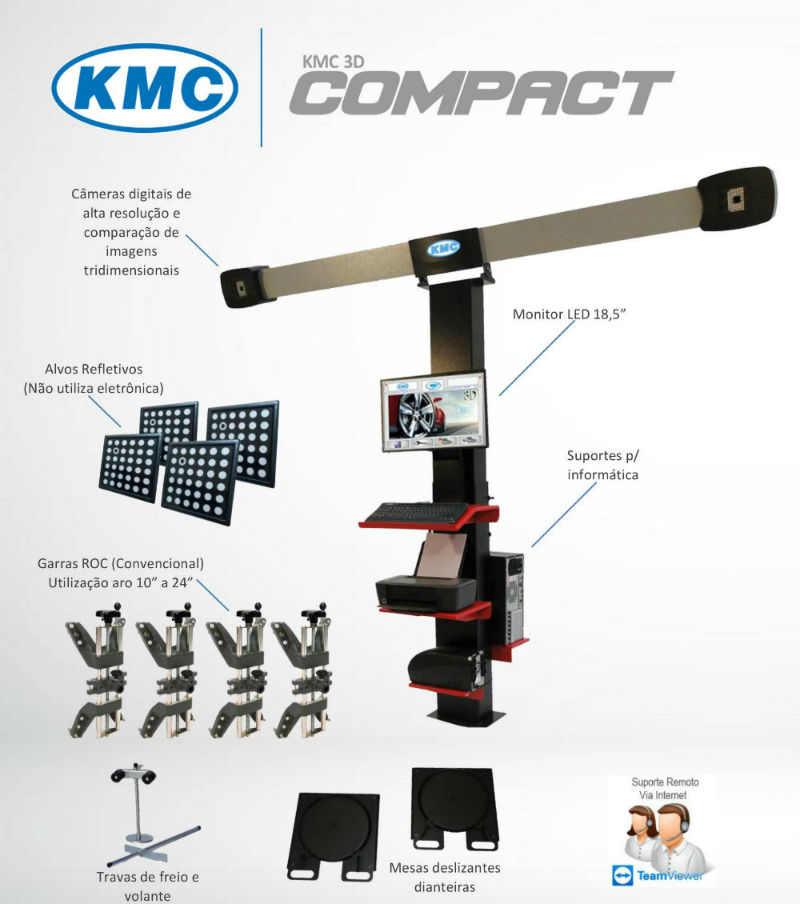 KMC
KMC 3D
COMPACT
Câmeras digitais de
alta resolução e
comparação de
imagens
tridimensionais
KMC
Monitor LED 18,5”
Alvos Refletivos
(Não utiliza eletrônica)
KMC
3D
Suportes p/
informática
Garras ROC (Convencional)
Utilização aro 10” a 24”
Suporte Remoto
Via Internet
TeamViewer
Travas de freio e
volante
Mesas deslizantes
dianteiras